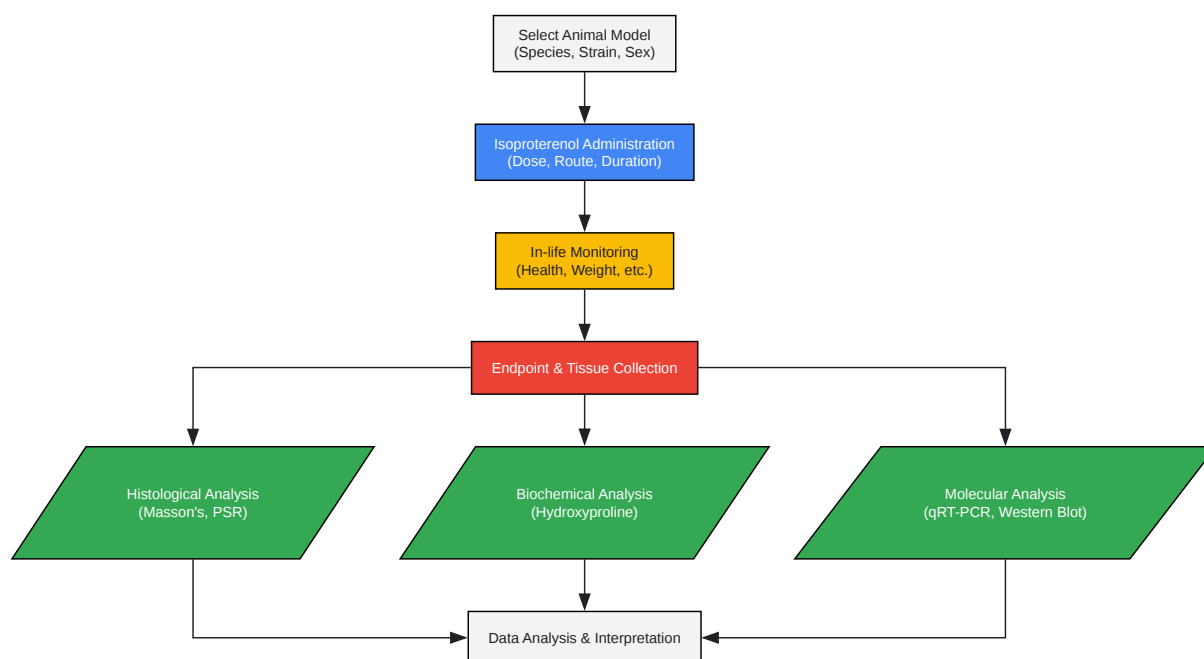 Select Animal Model
(Species, Strain, Sex)
Isoproterenol Administration
(Dose, Route, Duration)
In-life Monitoring
(Health, Weight, etc.)
Endpoint & Tissue Collection
Histological Analysis
(Masson's, PSR)
Biochemical Analysis
(Hydroxyproline)
Molecular Analysis
(qRT-PCR, Western Blot)
Data Analysis & Interpretation